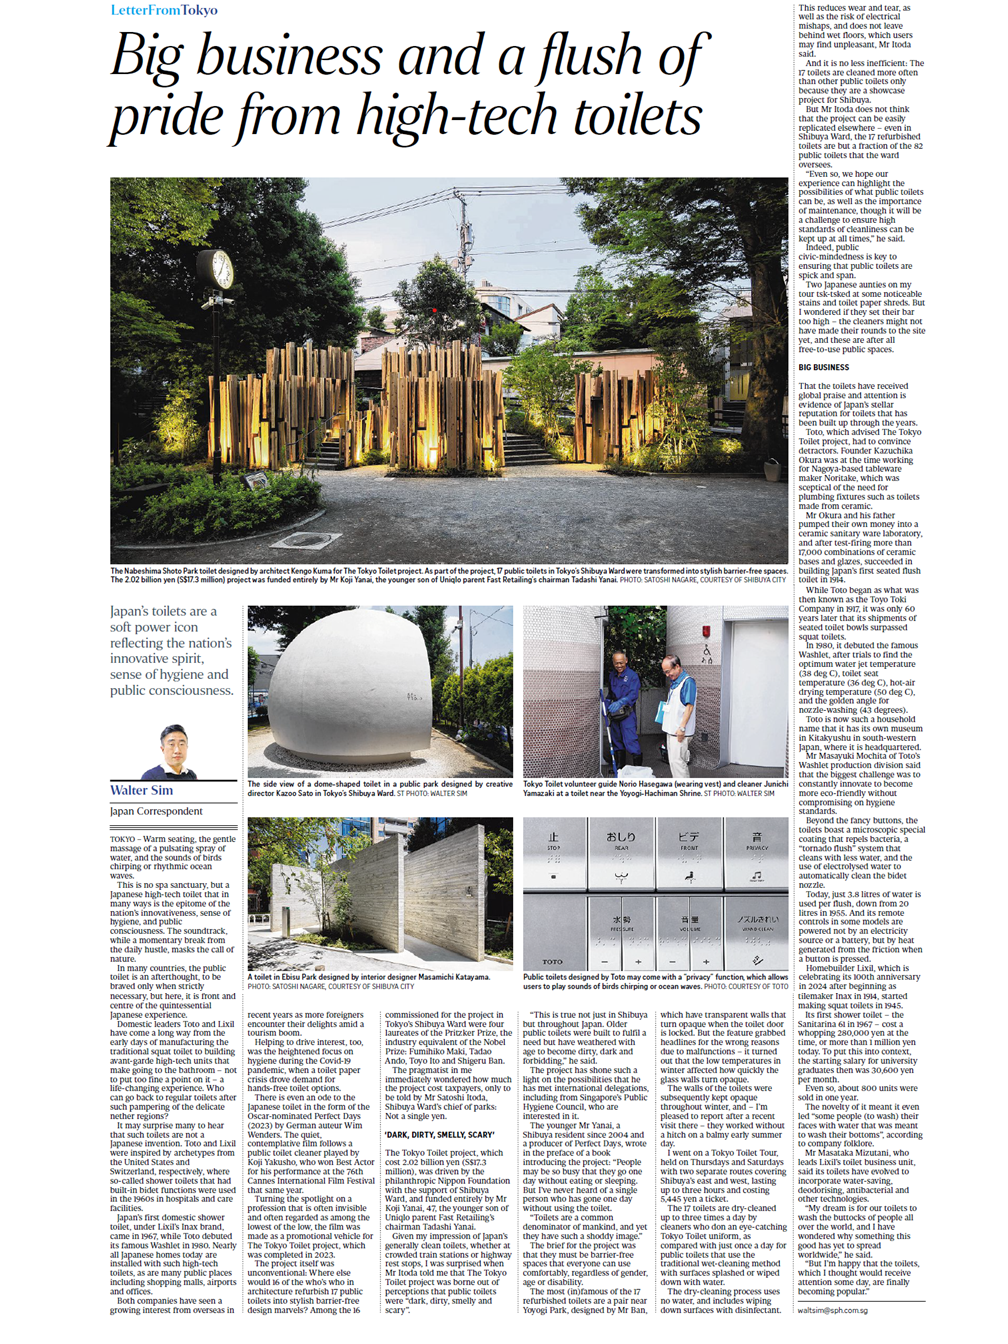 LetterFromTokyo
Big business and a flush of
pride from high-tech toilets
The Nabeshima Shoto Park toilet designed by architect Kengo Kuma for The Tokyo Toilet project. As part of the project, 17 public toilets in Tokyo's Shibuya Ward were transformed into stylish barrier-free spaces.
The 2.02 billion yen (S$17.3 million) project was funded entirely by Mr Koji Yanai, the younger son of Uniqlo parent Fast Retailing's chairman Tadashi Yanai. PHOTO: SATOSHI NAGARE, COURTESY OF SHIBUYA CITY
Japan's toilets are a
soft power icon
reflecting the nation's
innovative spirit,
sense of hygiene and
public consciousness.
Walter Sim
Japan Correspondent
The side view of a dome-shaped toilet in a public park designed by creative
director Kazoo Sato in Tokyo's Shibuya Ward. ST PHOTO: WALTER SIM
Tokyo Toilet volunteer guide Norio Hasegawa (wearing vest) and cleaner Junichi
Yamazaki at a toilet near the Yoyogi-Hachiman Shrine. ST PHOTO: WALTER SIM
止 おしり ビデ 音
STOP REAR FRONT PRIVACY
水勢 音量 ノズルきれい
PRESSURE VOLUME WAND CLEAN
TOTO
A toilet in Ebisu Park designed by interior designer Masamichi Katayama.
PHOTO: SATOSHI NAGARE, COURTESY OF SHIBUYA CITY
Public toilets designed by Toto may come with a "privacy" function, which allows
users to play sounds of birds chirping or ocean waves. PHOTO: COURTESY OF TOTO
TOKYO – Warm seating, the gentle
massage of a pulsating spray of
water, and the sounds of birds
chirping or rhythmic ocean
waves.
This is no spa sanctuary, but a
Japanese high-tech toilet that in
many ways is the epitome of the
nation's innovativeness, sense of
hygiene, and public
consciousness. The soundtrack,
while a momentary break from
the daily hustle, masks the call of
nature.
In many countries, the public
toilet is an afterthought, to be
braved only when strictly
necessary, but here, it is front and
centre of the quintessential
Japanese experience.
Domestic leaders Toto and Lixil
have come a long way from the
early days of manufacturing the
traditional squat toilet to building
avant-garde high-tech units that
make going to the bathroom – not
to put too fine a point on it – a
life-changing experience. Who
can go back to regular toilets after
such pampering of the delicate
nether regions?
It may surprise many to hear
that such toilets are not a
Japanese invention. Toto and Lixil
were inspired by archetypes from
the United States and
Switzerland, respectively, where
so-called shower toilets that had
built-in bidet functions were used
in the 1960s in hospitals and care
facilities.
Japan's first domestic shower
toilet, under Lixil's Inax brand,
came in 1967, while Toto debuted
its famous Washlet in 1980. Nearly
all Japanese homes today are
installed with such high-tech
toilets, as are many public places
including shopping malls, airports
and offices.
Both companies have seen a
growing interest from overseas in
recent years as more foreigners
encounter their delights amid a
tourism boom.
Helping to drive interest, too,
was the heightened focus on
hygiene during the Covid-19
pandemic, when a toilet paper
crisis drove demand for
hands-free toilet options.
There is even an ode to the
Japanese toilet in the form of the
Oscar-nominated Perfect Days
(2023) by German auteur Wim
Wenders. The quiet,
contemplative film follows a
public toilet cleaner played by
Koji Yakusho, who won Best Actor
for his performance at the 76th
Cannes International Film Festival
that same year.
Turning the spotlight on a
profession that is often invisible
and often regarded as among the
lowest of the low, the film was
made as a promotional vehicle for
The Tokyo Toilet project, which
was completed in 2023.
The project itself was
unconventional: Where else
would 16 of the who's who in
architecture refurbish 17 public
toilets into stylish barrier-free
design marvels? Among the 16
commissioned for the project in
Tokyo's Shibuya Ward were four
laureates of the Pritzker Prize, the
industry equivalent of the Nobel
Prize: Fumihiko Maki, Tadao
Ando, Toyo Ito and Shigeru Ban.
The pragmatist in me
immediately wondered how much
the project cost taxpayers, only to
be told by Mr Satoshi Itoda,
Shibuya Ward's chief of parks:
Not a single yen.
'DARK, DIRTY, SMELLY, SCARY'
The Tokyo Toilet project, which
cost 2.02 billion yen (S$17.3
million), was driven by the
philanthropic Nippon Foundation
with the support of Shibuya
Ward, and funded entirely by Mr
Koji Yanai, 47, the younger son of
Uniqlo parent Fast Retailing's
chairman Tadashi Yanai.
Given my impression of Japan's
generally clean toilets, whether at
crowded train stations or highway
rest stops, I was surprised when
Mr Itoda told me that The Tokyo
Toilet project was borne out of
perceptions that public toilets
were "dark, dirty, smelly and
scary".
"This is true not just in Shibuya
but throughout Japan. Older
public toilets were built to fulfil a
need but have weathered with
age to become dirty, dark and
forbidding," he said.
The project has shone such a
light on the possibilities that he
has met international delegations,
including from Singapore's Public
Hygiene Council, who are
interested in it.
The younger Mr Yanai, a
Shibuya resident since 2004 and
a producer of Perfect Days, wrote
in the preface of a book
introducing the project: "People
may be so busy that they go one
day without eating or sleeping.
But I've never heard of a single
person who has gone one day
without using the toilet.
"Toilets are a common
denominator of mankind, and yet
they have such a shoddy image."
The brief for the project was
that they must be barrier-free
spaces that everyone can use
comfortably, regardless of gender,
age or disability.
The most (in)famous of the 17
refurbished toilets are a pair near
Yoyogi Park, designed by Mr Ban,
which have transparent walls that
turn opaque when the toilet door
is locked. But the feature grabbed
headlines for the wrong reasons
due to malfunctions – it turned
out that the low temperatures in
winter affected how quickly the
glass walls turn opaque.
The walls of the toilets were
subsequently kept opaque
throughout winter, and – I'm
pleased to report after a recent
visit there – they worked without
a hitch on a balmy early summer
day.
I went on a Tokyo Toilet Tour,
held on Thursdays and Saturdays
with two separate routes covering
Shibuya's east and west, lasting
up to three hours and costing
5,445 yen a ticket.
The 17 toilets are dry-cleaned
up to three times a day by
cleaners who don an eye-catching
Tokyo Toilet uniform, as
compared with just once a day for
public toilets that use the
traditional wet-cleaning method
with surfaces splashed or wiped
down with water.
The dry-cleaning process uses
no water, and includes wiping
down surfaces with disinfectant.
This reduces wear and tear, as
well as the risk of electrical
mishaps, and does not leave
behind wet floors, which users
may find unpleasant, Mr Itoda
said.
And it is no less inefficient: The
17 toilets are cleaned more often
than other public toilets only
because they are a showcase
project for Shibuya.
But Mr Itoda does not think
that the project can be easily
replicated elsewhere – even in
Shibuya Ward, the 17 refurbished
toilets are but a fraction of the 82
public toilets that the ward
oversees.
"Even so, we hope our
experience can highlight the
possibilities of what public toilets
can be, as well as the importance
of maintenance, though it will be
a challenge to ensure high
standards of cleanliness can be
kept up at all times," he said.
Indeed, public
civic-mindedness is key to
ensuring that public toilets are
spick and span.
Two Japanese aunties on my
tour tsk-tsked at some noticeable
stains and toilet paper shreds. But
I wondered if they set their bar
too high – the cleaners might not
have made their rounds to the site
yet, and these are after all
free-to-use public spaces.
BIG BUSINESS
That the toilets have received
global praise and attention is
evidence of Japan's stellar
reputation for toilets that has
been built up through the years.
Toto, which advised The Tokyo
Toilet project, had to convince
detractors. Founder Kazuchika
Okura was at the time working
for Nagoya-based tableware
maker Noritake, which was
sceptical of the need for
plumbing fixtures such as toilets
made from ceramic.
Mr Okura and his father
pumped their own money into a
ceramic sanitary ware laboratory,
and after test-firing more than
17,000 combinations of ceramic
bases and glazes, succeeded in
building Japan's first seated flush
toilet in 1914.
While Toto began as what was
then known as the Toyo Toki
Company in 1917, it was only 60
years later that its shipments of
seated toilet bowls surpassed
squat toilets.
In 1980, it debuted the famous
Washlet, after trials to find the
optimum water jet temperature
(38 deg C), toilet seat
temperature (36 deg C), hot-air
drying temperature (50 deg C),
and the golden angle for
nozzle-washing (43 degrees).
Toto is now such a household
name that it has its own museum
in Kitakyushu in south-western
Japan, where it is headquartered.
Mr Masayuki Mochita of Toto's
Washlet production division said
that the biggest challenge was to
constantly innovate to become
more eco-friendly without
compromising on hygiene
standards.
Beyond the fancy buttons, the
toilets boast a microscopic special
coating that repels bacteria, a
"tornado flush" system that
cleans with less water, and the
use of electrolysed water to
automatically clean the bidet
nozzle.
Today, just 3.8 litres of water is
used per flush, down from 20
litres in 1955. And its remote
controls in some models are
powered not by an electricity
source or a battery, but by heat
generated from the friction when
a button is pressed.
Homebuilder Lixil, which is
celebrating its 100th anniversary
in 2024 after beginning as
tilemaker Inax in 1914, started
making squat toilets in 1945.
Its first shower toilet – the
Sanitarina 61 in 1967 – cost a
whopping 280,000 yen at the
time, or more than 1 million yen
today. To put this into context,
the starting salary for university
graduates then was 30,600 yen
per month.
Even so, about 800 units were
sold in one year.
The novelty of it meant it even
led "some people (to wash) their
faces with water that was meant
to wash their bottoms", according
to company folklore.
Mr Masataka Mizutani, who
leads Lixil's toilet business unit,
said its toilets have evolved to
incorporate water-saving,
deodorising, antibacterial and
other technologies.
"My dream is for our toilets to
wash the buttocks of people all
over the world, and I have
wondered why something this
good has yet to spread
worldwide," he said.
"But I'm happy that the toilets,
which I thought would receive
attention some day, are finally
becoming popular."
waltsim@sph.com.sg